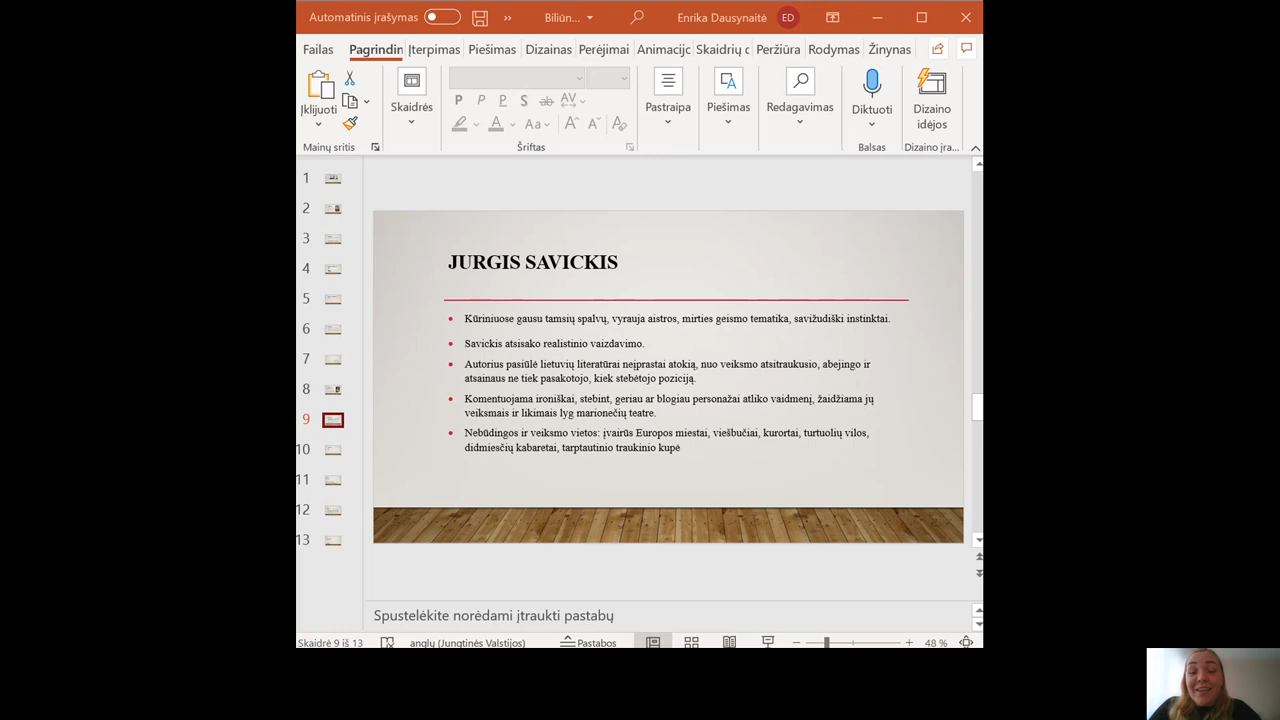 Automatinis įrašymas
Biliūn...
Enrika Dausynaitė
ED
Failas
Pagrindin
Įterpimas
Piešimas
Dizainas
Perėjimai
Animacijc
Skaidrių c
Peržiūra
Rodymas
Žinynas
Įklijuoti
Skaidrės
P P P S ab AV
Aa A A
Pastraipa
Piešimas
Redagavimas
Diktuoti
Dizaino
idėjos
Mainų sritis
Šriftas
Balsas
Dizaino įra...
1
2
3
4
5
6
7
8
9
10
11
12
13
JURGIS SAVICKIS
Kūriniuose gausu tamsių spalvų, vyrauja aistros, mirties geismo tematika, savižudiški instinktai.
Savickis atsisako realistinio vaizdavimo.
Autorius pasiūlė lietuvių literatūrai neįprastai atokią, nuo veiksmo atsitraukusio, abejingo ir
atsainaus ne tiek pasakotojo, kiek stebėtojo poziciją.
Komentuojama ironiškai, stebint, geriau ar blogiau personažai atliko vaidmenį, žaidžiama jų
veiksmais ir likimais lyg marionečių teatre.
Nebūdingos ir veiksmo vietos: įvairūs Europos miestai, viešbučiai, kurortai, turtuolių vilos,
didmiesčių kabaretai, tarptautinio traukinio kupė
Spustelėkite norėdami įtraukti pastabų
Skaidrė 9 iš 13
anglų (Jungtinės Valstijos)
Pastabos
48 %